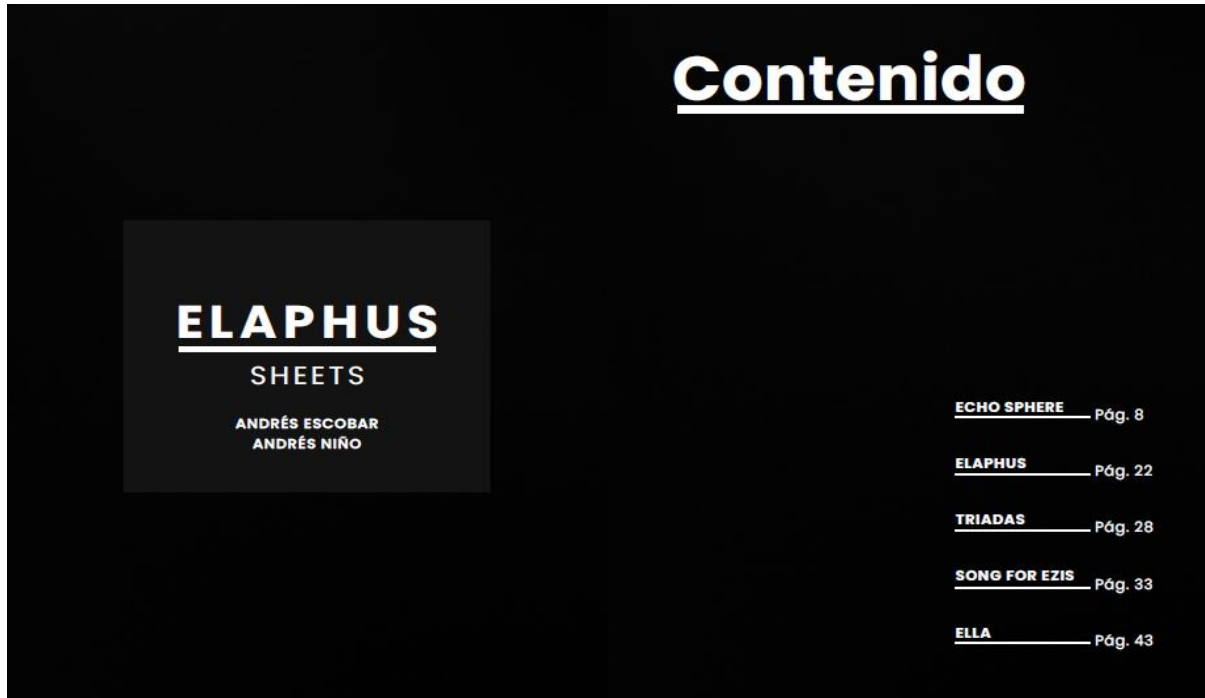 ELAPHUS
SHEETS
ANDRÉS ESCOBAR
ANDRÉS NIÑO
Contenido
ECHO SPHERE Pág. 8
ELAPHUS Pág. 22
TRIADAS Pág. 28
SONG FOR EZIS Pág. 33
ELLA Pág. 43